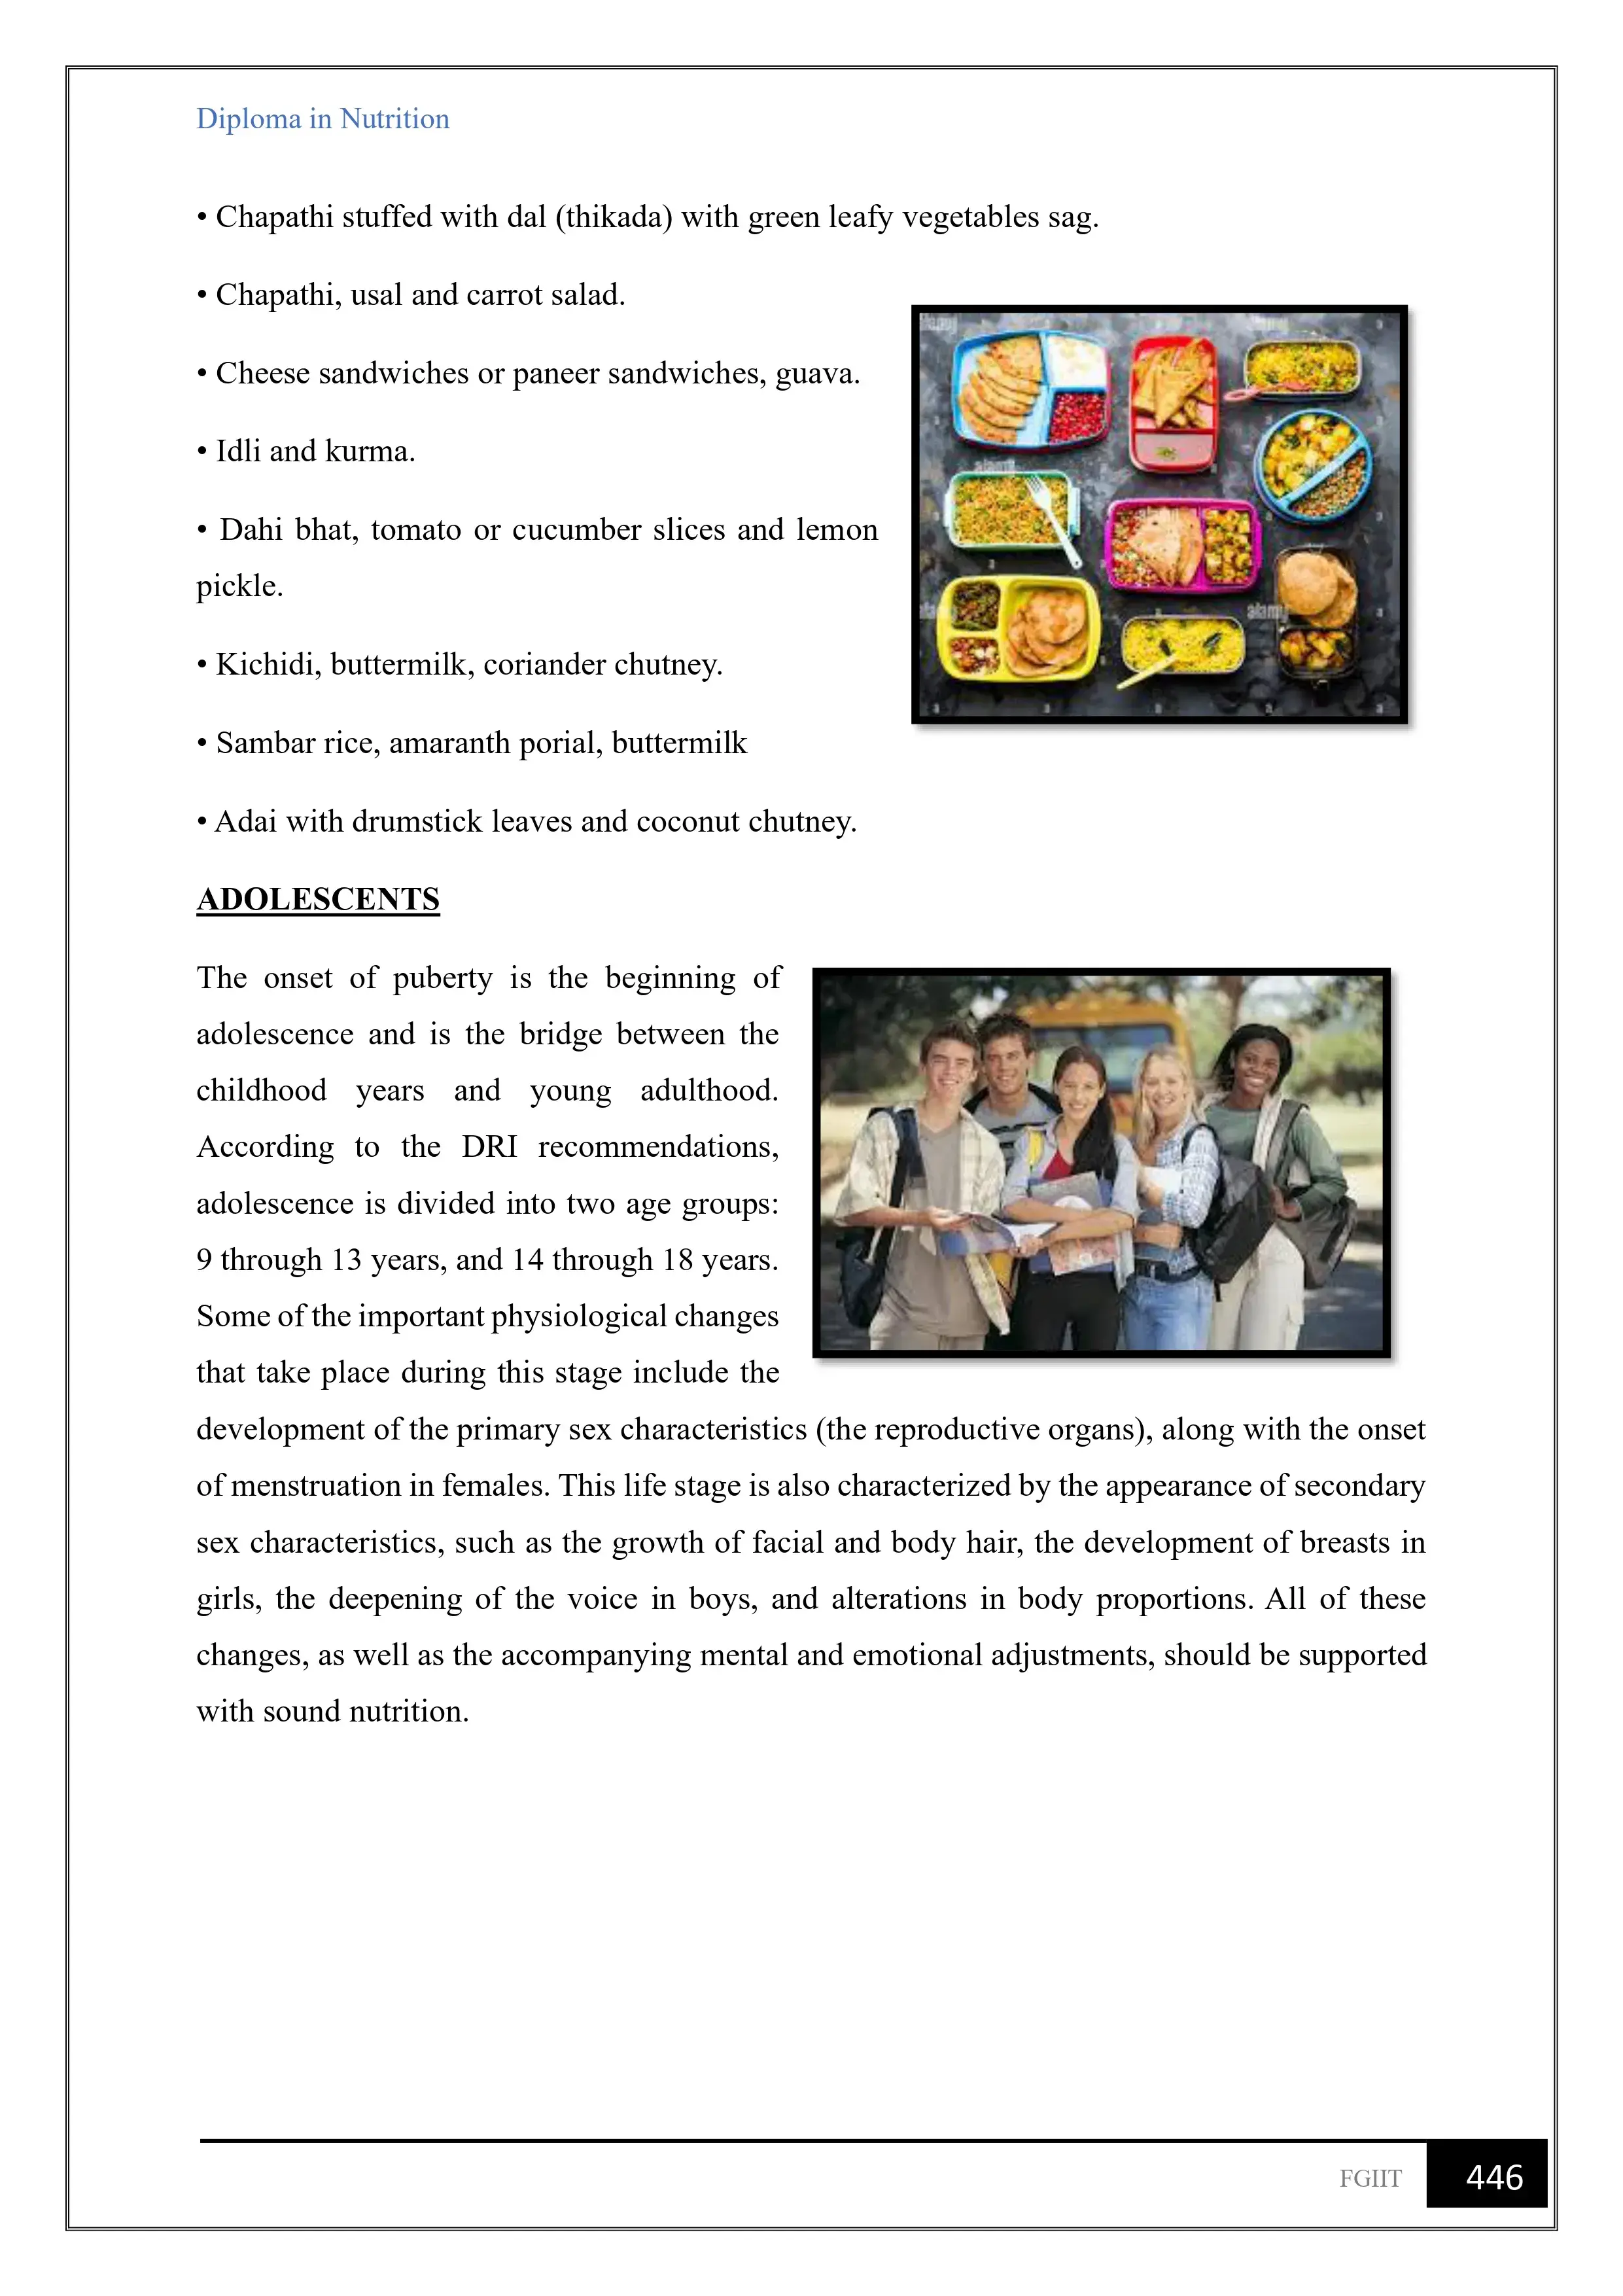 Diploma in Nutrition
• Chapathi stuffed with dal (thikada) with green leafy vegetables sag.
• Chapathi, usal and carrot salad.
• Cheese sandwiches or paneer sandwiches, guava.
• Idli and kurma.
• Dahi bhat, tomato or cucumber slices and lemon
pickle.
• Kichidi, buttermilk, coriander chutney.
• Sambar rice, amaranth porial, buttermilk
• Adai with drumstick leaves and coconut chutney.
alamy
alamy
alamy
ADOLESCENTS
The onset of puberty is the beginning of
adolescence and is the bridge between the
childhood years and young adulthood.
According to the DRI recommendations,
adolescence is divided into two age groups:
9 through 13 years, and 14 through 18 years.
Some of the important physiological changes
that take place during this stage include the
development of the primary sex characteristics (the reproductive organs), along with the onset
of menstruation in females. This life stage is also characterized by the appearance of secondary
sex characteristics, such as the growth of facial and body hair, the development of breasts in
girls, the deepening of the voice in boys, and alterations in body proportions. All of these
changes, as well as the accompanying mental and emotional adjustments, should be supported
with sound nutrition.
FGIIT 446